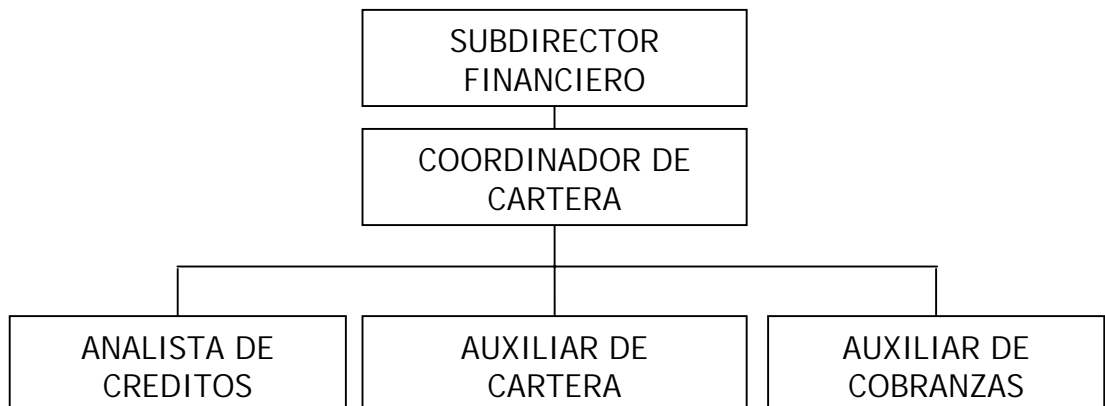 SUBDIRECTOR
FINANCIERO
COORDINADOR DE
CARTERA
ANALISTA DE
CREDITOS
AUXILIAR DE
CARTERA
AUXILIAR DE
COBRANZAS